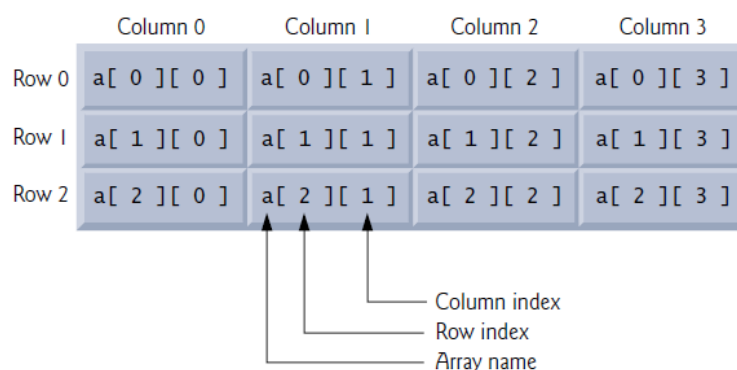 Column 0 Column 1 Column 2 Column 3
Row 0 a[ 0 ][ 0 ] a[ 0 ][ 1 ] a[ 0 ][ 2 ] a[ 0 ][ 3 ]
Row 1 a[ 1 ][ 0 ] a[ 1 ][ 1 ] a[ 1 ][ 2 ] a[ 1 ][ 3 ]
Row 2 a[ 2 ][ 0 ] a[ 2 ][ 1 ] a[ 2 ][ 2 ] a[ 2 ][ 3 ]
Column index
Row index
Array name